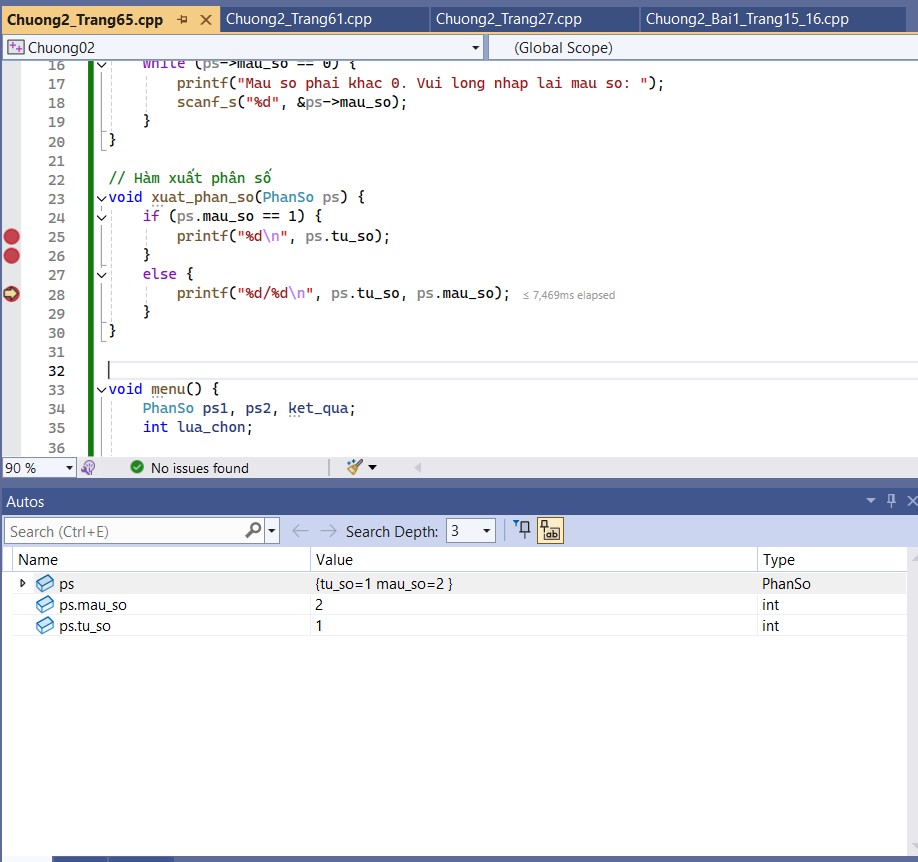 Chuong2_Trang65.cpp Chuong2_Trang61.cpp Chuong2_Trang27.cpp Chuong2_Bai1_Trang15_16.cpp
Chuong02 (Global Scope)
16 while (ps->mau_so == 0) {
17 printf("Mau so phai khac 0. Vui long nhap lai mau so: ");
18 scanf_s("%d", &ps->mau_so);
19 }
20 }
21
22 // Hàm xuất phân số
23 void xuat_phan_so(PhanSo ps) {
24 if (ps.mau_so == 1) {
25 printf("%d\n", ps.tu_so);
26 }
27 else {
28 printf("%d/%d\n", ps.tu_so, ps.mau_so); ≤ 7,469ms elapsed
29 }
30 }
31
32
33 void menu() {
34 PhanSo ps1, ps2, ket_qua;
35 int lua_chon;
36
90 % No issues found
Autos
Search (Ctrl+E) Search Depth: 3
Name Value Type
ps {tu_so=1 mau_so=2 } PhanSo
ps.mau_so 2 int
ps.tu_so 1 int